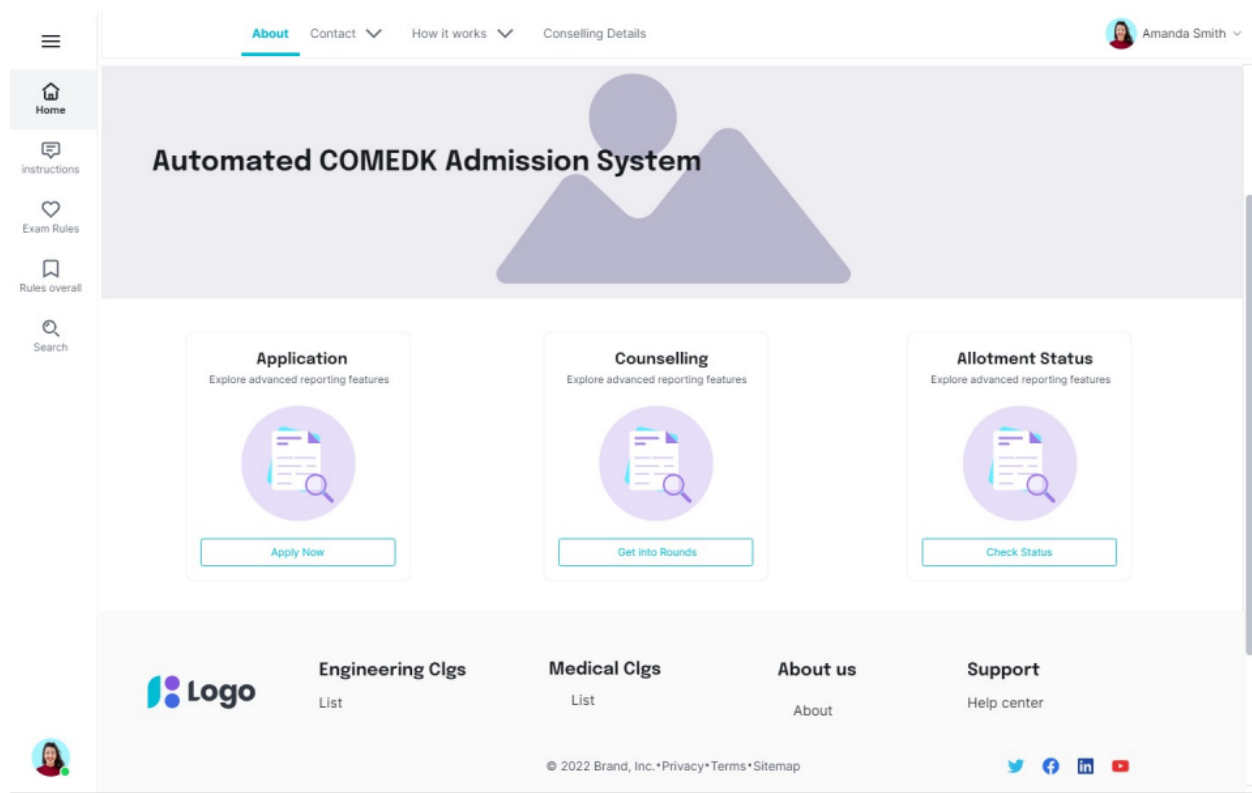 About Contact How it works Conselling Details
Amanda Smith
Home
instructions
Exam Rules
Rules overall
Search
Automated COMEDK Admission System
Application
Explore advanced reporting features
Apply Now
Counselling
Explore advanced reporting features
Get into Rounds
Allotment Status
Explore advanced reporting features
Check Status
Logo
Engineering Clgs
List
Medical Clgs
List
About us
About
Support
Help center
© 2022 Brand, Inc.•Privacy•Terms•Sitemap
in